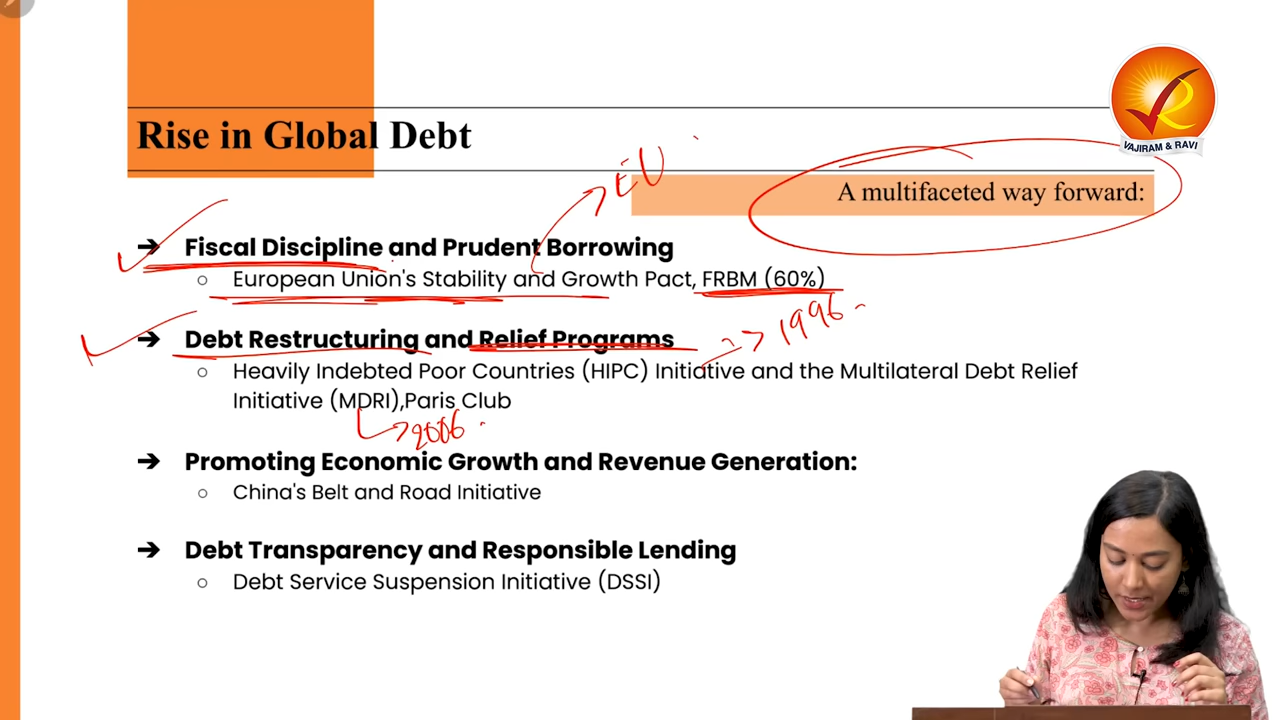 VAJIRAM & RAVI
Rise in Global Debt
EU
A multifaceted way forward:
➔ Fiscal Discipline and Prudent Borrowing
○ European Union's Stability and Growth Pact, FRBM (60%)
➔ Debt Restructuring and Relief Programs
1996
○ Heavily Indebted Poor Countries (HIPC) Initiative and the Multilateral Debt Relief
Initiative (MDRI),Paris Club
2006
➔ Promoting Economic Growth and Revenue Generation:
○ China's Belt and Road Initiative
➔ Debt Transparency and Responsible Lending
○ Debt Service Suspension Initiative (DSSI)